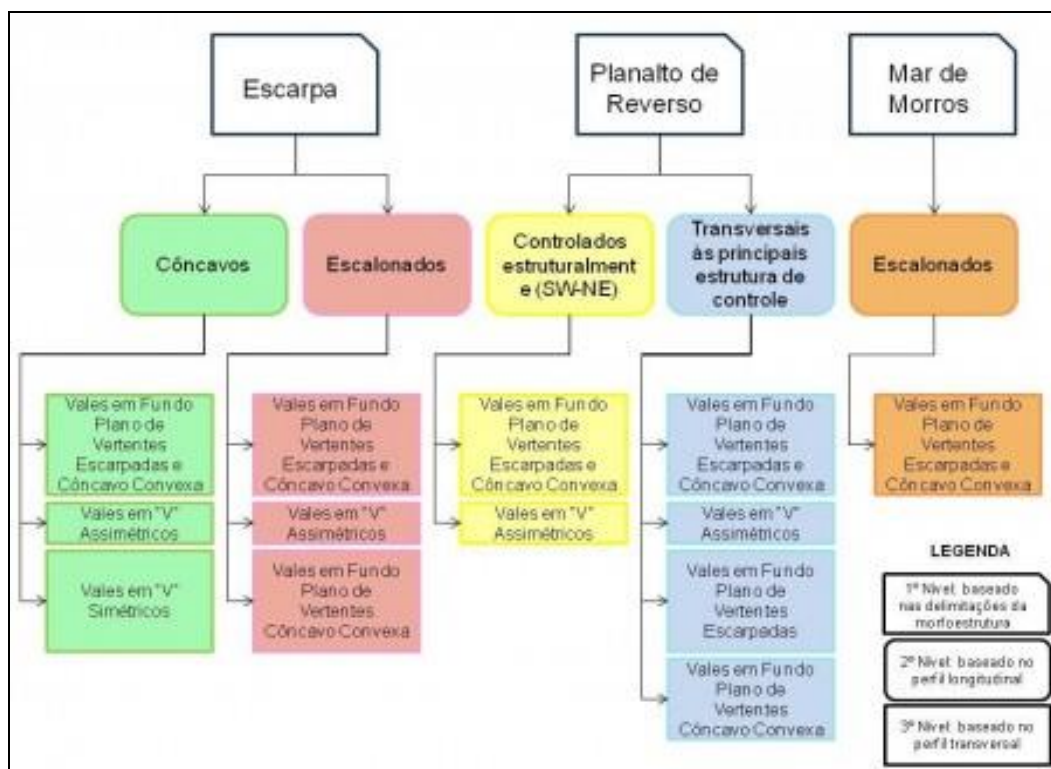 Escarpa
Planalto de
Reverso
Mar de
Morros
Côncavos
Escalonados
Controlados
estruturalment
e (SW-NE)
Transversais
às principais
estrutura de
controle
Escalonados
Vales em Fundo
Plano de
Vertentes
Escarpadas e
Côncavo Convexa
Vales em "V"
Assimétricos
Vales em "V"
Simétricos
Vales em Fundo
Plano de
Vertentes
Escarpadas e
Côncavo Convexa
Vales em "V"
Assimétricos
Vales em Fundo
Plano de
Vertentes
Côncavo Convexa
Vales em Fundo
Plano de
Vertentes
Escarpadas e
Côncavo Convexa
Vales em "V"
Assimétricos
Vales em Fundo
Plano de
Vertentes
Escarpadas e
Côncavo Convexa
Vales em "V"
Assimétricos
Vales em Fundo
Plano de
Vertentes
Escarpadas
Vales em Fundo
Plano de
Vertentes
Côncavo Convexa
Vales em Fundo
Plano de
Vertentes
Escarpadas e
Côncavo Convexa
LEGENDA
1º Nível: baseado
nas delimitações da
morfoestrutura
2º Nível: baseado no
perfil longitudinal
3º Nível: baseado no
perfil transversal